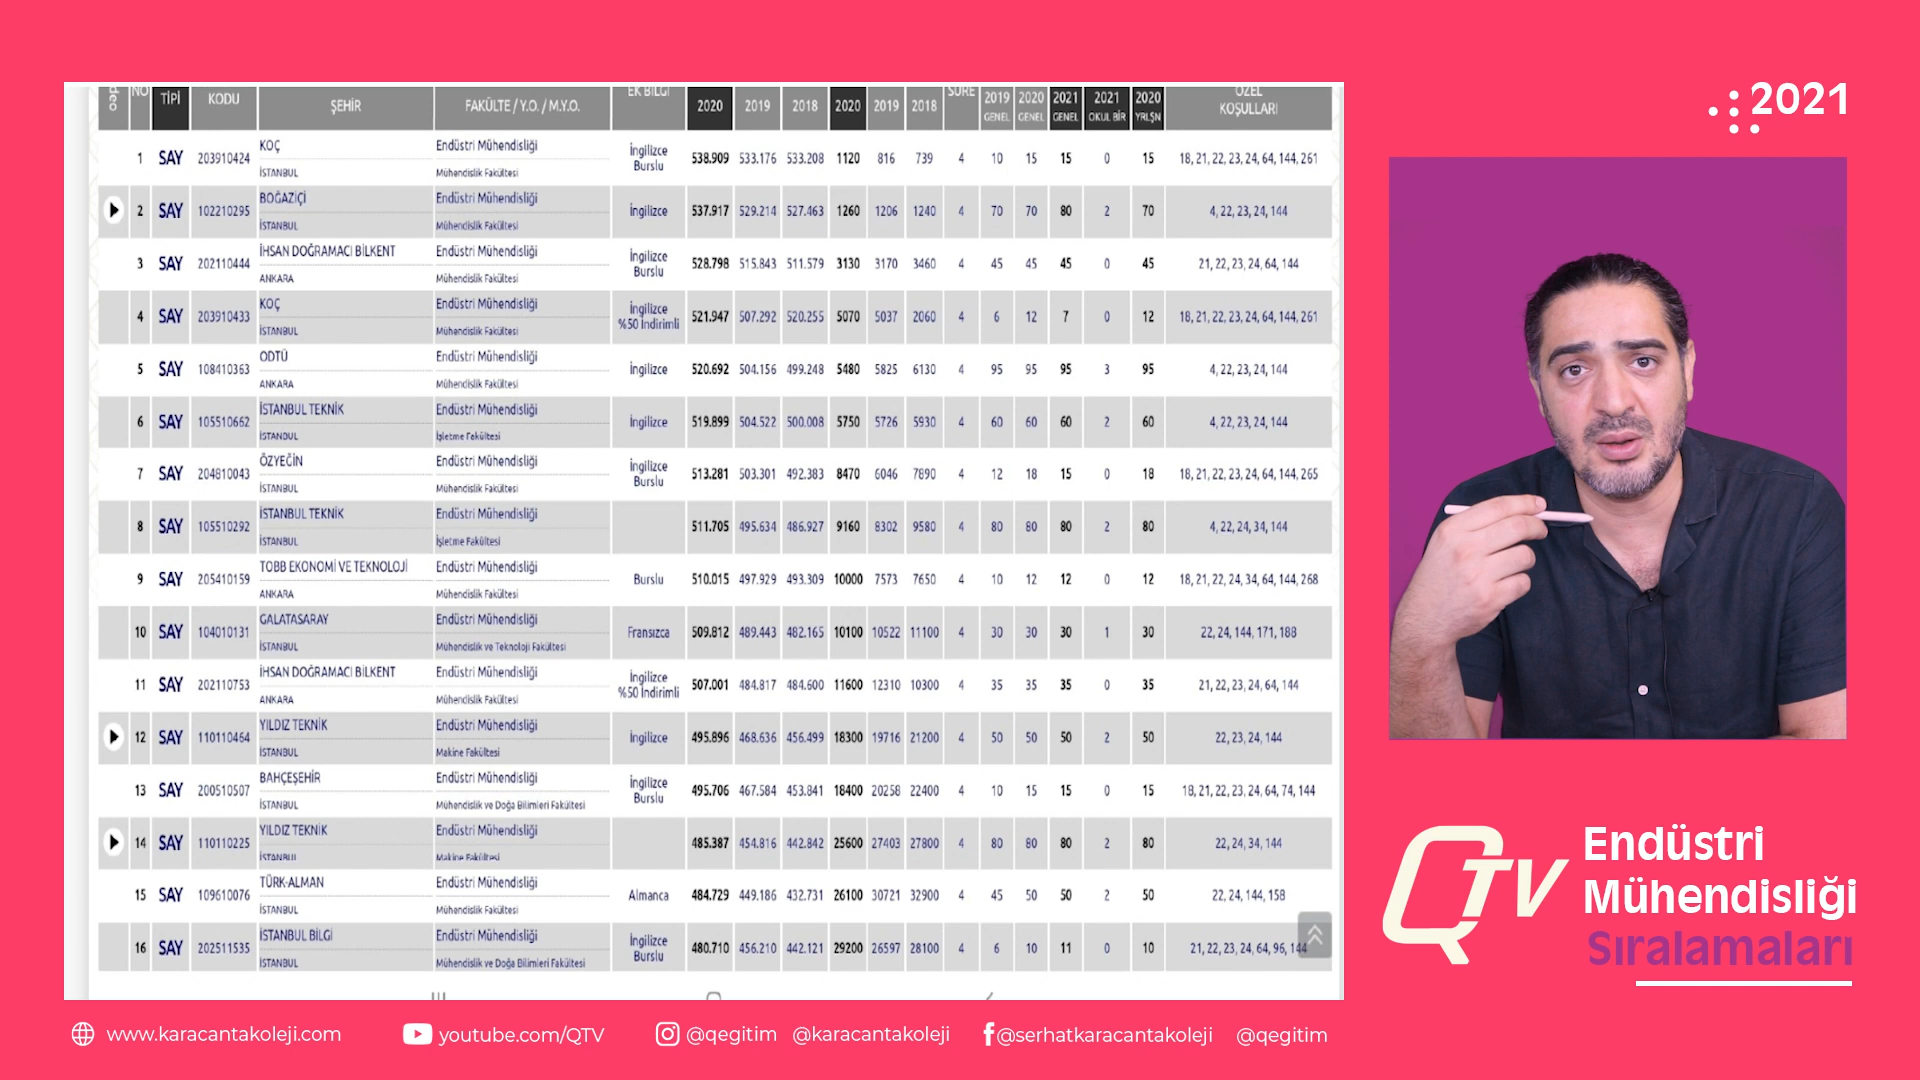 deo NO TİPİ KODU ŞEHİR FAKÜLTE / Y.O. / M.Y.O. EK BİLGİ 2020 2019 2018 2020 2019 2018 SÜRE 2019 GENEL 2020 GENEL 2021 GENEL 2021 OKUL BİR 2020 YRLŞN ÖZEL KOŞULLARI
1 SAY 203910424 KOÇ İSTANBUL Endüstri Mühendisliği Mühendislik Fakültesi İngilizce Burslu 538.909 533.176 533.208 1120 816 739 4 10 15 15 0 15 18, 21, 22, 23, 24, 64, 144, 261
2 SAY 102210295 BOĞAZİÇİ İSTANBUL Endüstri Mühendisliği Mühendislik Fakültesi İngilizce 537.917 529.214 527.463 1260 1206 1240 4 70 70 80 2 70 4, 22, 23, 24, 144
3 SAY 202110444 İHSAN DOĞRAMACI BİLKENT ANKARA Endüstri Mühendisliği Mühendislik Fakültesi İngilizce Burslu 528.798 515.843 511.579 3130 3170 3460 4 45 45 45 0 45 21, 22, 23, 24, 64, 144
4 SAY 203910433 KOÇ İSTANBUL Endüstri Mühendisliği Mühendislik Fakültesi İngilizce %50 İndirimli 521.947 507.292 520.255 5070 5037 2060 4 6 12 7 0 12 18, 21, 22, 23, 24, 64, 144, 261
5 SAY 108410363 ODTÜ ANKARA Endüstri Mühendisliği Mühendislik Fakültesi İngilizce 520.692 504.156 499.248 5480 5825 6130 4 95 95 95 3 95 4, 22, 23, 24, 144
6 SAY 105510662 İSTANBUL TEKNİK İSTANBUL Endüstri Mühendisliği İşletme Fakültesi İngilizce 519.899 504.522 500.008 5750 5726 5930 4 60 60 60 2 60 4, 22, 23, 24, 144
7 SAY 204810043 ÖZYEĞİN İSTANBUL Endüstri Mühendisliği Mühendislik Fakültesi İngilizce Burslu 513.281 503.301 492.383 8470 6046 7890 4 12 18 15 0 18 18, 21, 22, 23, 24, 64, 144, 265
8 SAY 105510292 İSTANBUL TEKNİK İSTANBUL Endüstri Mühendisliği İşletme Fakültesi 511.705 495.634 486.927 9160 8302 9580 4 80 80 80 2 80 4, 22, 24, 34, 144
9 SAY 205410159 TOBB EKONOMİ VE TEKNOLOJİ ANKARA Endüstri Mühendisliği Mühendislik Fakültesi Burslu 510.015 497.929 493.309 10000 7573 7650 4 10 12 12 0 12 18, 21, 22, 24, 34, 64, 144, 268
10 SAY 104010131 GALATASARAY İSTANBUL Endüstri Mühendisliği Mühendislik ve Teknoloji Fakültesi Fransızca 509.812 489.443 482.165 10100 10522 11100 4 30 30 30 1 30 22, 24, 144, 171, 188
11 SAY 202110753 İHSAN DOĞRAMACI BİLKENT ANKARA Endüstri Mühendisliği Mühendislik Fakültesi İngilizce %50 İndirimli 507.001 484.817 484.600 11600 12310 10300 4 35 35 35 0 35 21, 22, 23, 24, 64, 144
12 SAY 110110464 YILDIZ TEKNİK İSTANBUL Endüstri Mühendisliği Makine Fakültesi İngilizce 495.896 468.636 456.499 18300 19716 21200 4 50 50 50 2 50 22, 23, 24, 144
13 SAY 200510507 BAHÇEŞEHİR İSTANBUL Endüstri Mühendisliği Mühendislik ve Doğa Bilimleri Fakültesi İngilizce Burslu 495.706 467.584 453.841 18400 20258 22400 4 10 15 15 0 15 18, 21, 22, 23, 24, 64, 74, 144
14 SAY 110110225 YILDIZ TEKNİK İSTANBUL Endüstri Mühendisliği Makine Fakültesi 485.387 454.816 442.842 25600 27403 27800 4 80 80 80 2 80 22, 24, 34, 144
15 SAY 109610076 TÜRK-ALMAN İSTANBUL Endüstri Mühendisliği Mühendislik Fakültesi Almanca 484.729 449.186 432.731 26100 30721 32900 4 45 50 50 2 50 22, 24, 144, 158
16 SAY 202511535 İSTANBUL BİLGİ İSTANBUL Endüstri Mühendisliği Mühendislik ve Doğa Bilimleri Fakültesi İngilizce Burslu 480.710 456.210 442.121 29200 26597 28100 4 6 10 11 0 10 21, 22, 23, 24, 64, 96, 144
2021
QTV
Endüstri
Mühendisliği
Sıralamaları
www.karacantakoleji.com youtube.com/QTV @qegitim @karacantakoleji @serhatkaracantakoleji @qegitim